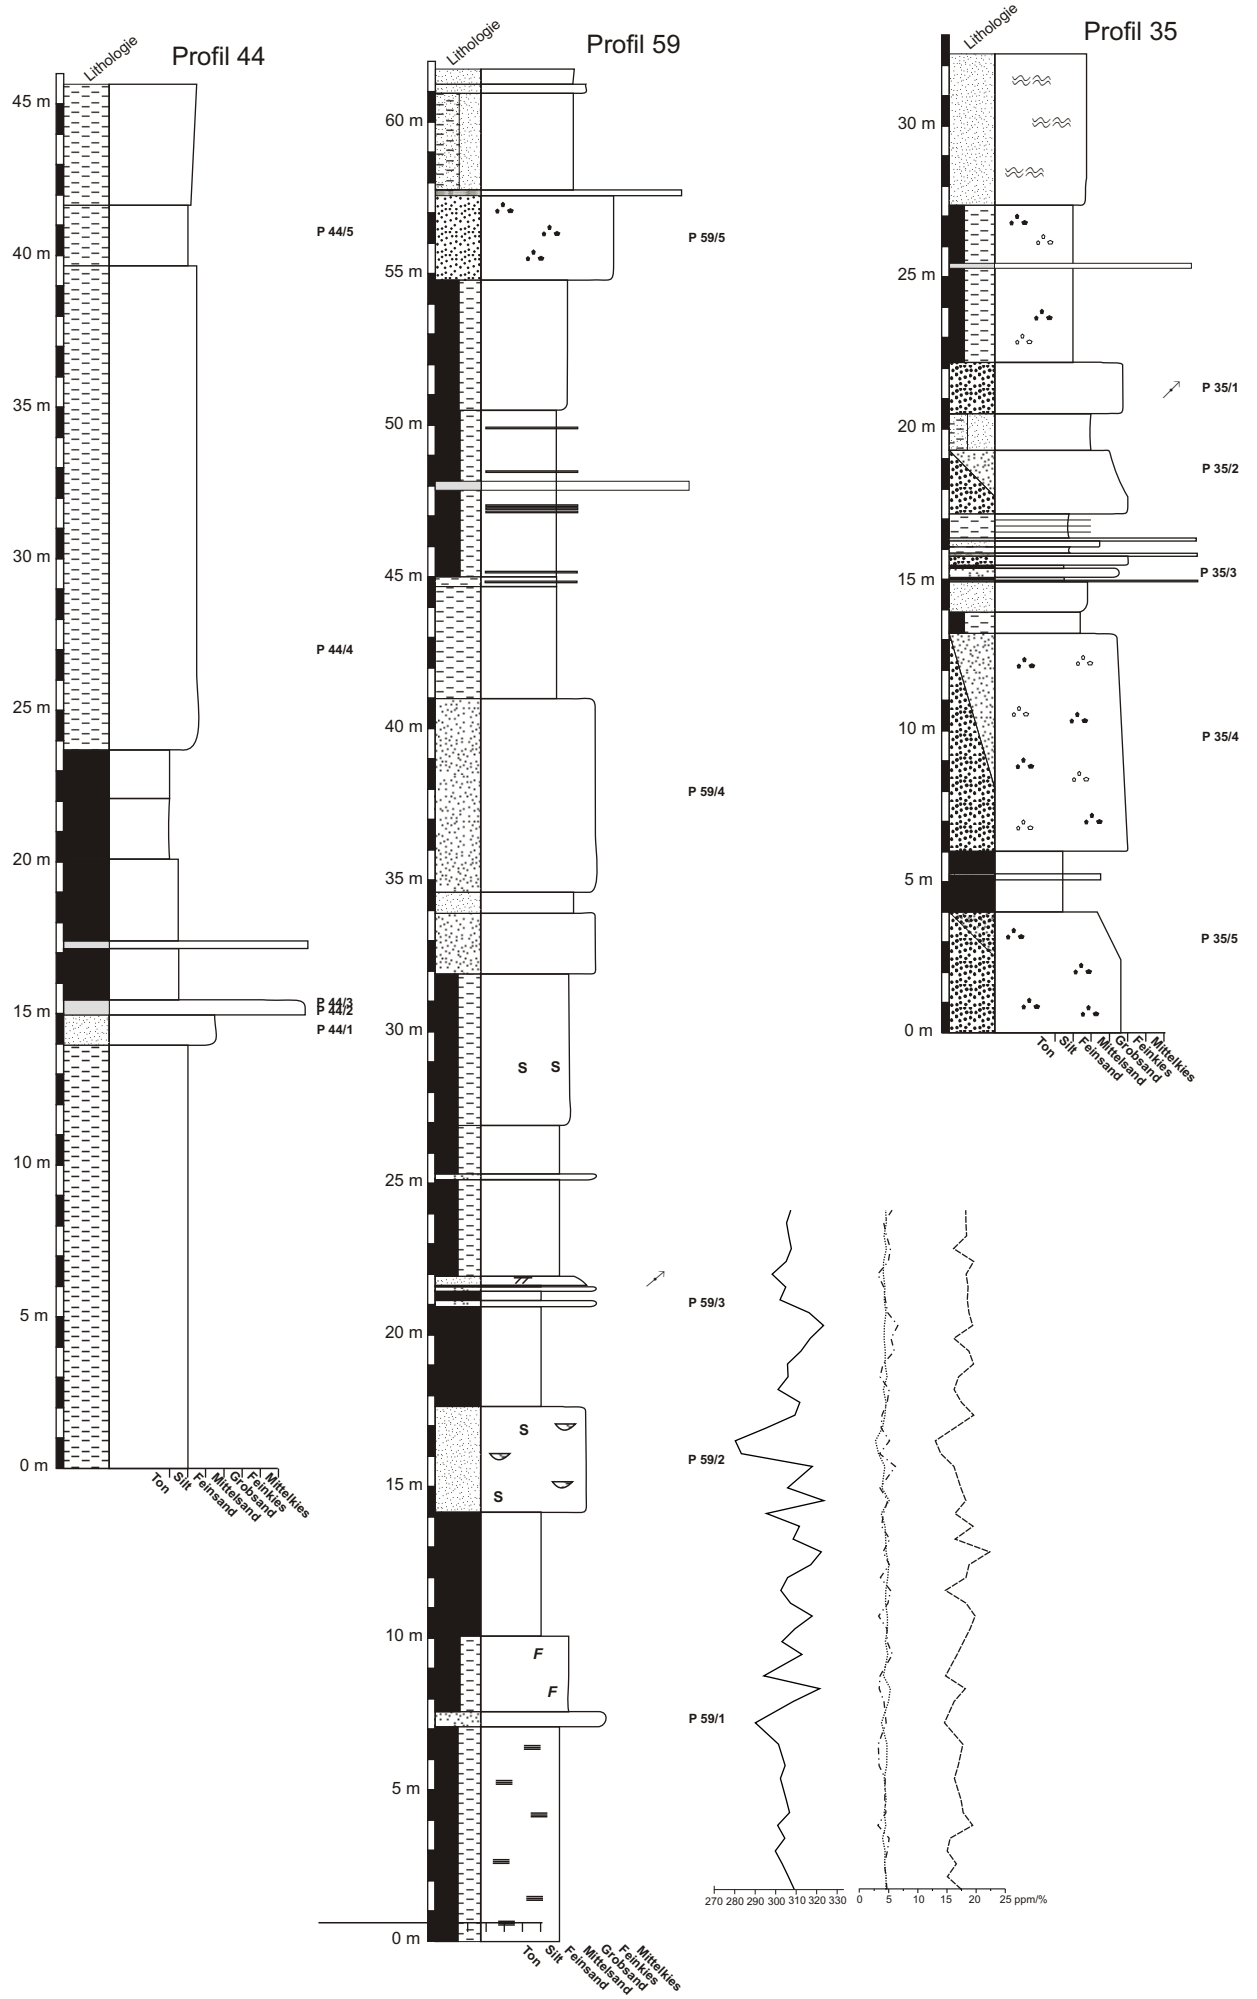 Profil 44
Lithologie
45 m
40 m
35 m
30 m
25 m
20 m
15 m
10 m
5 m
0 m
P 44/5
P 44/4
P 44/3
P 44/2
P 44/1
Ton
Silt
Feinsand
Mittelsand
Grobsand
Feinkies
Mittelkies
Profil 59
Lithologie
60 m
55 m
50 m
45 m
40 m
35 m
30 m
25 m
20 m
15 m
10 m
5 m
0 m
S S
S
S
F
F
P 59/5
P 59/4
P 59/3
P 59/2
P 59/1
Ton
Silt
Feinsand
Mittelsand
Grobsand
Feinkies
Mittelkies
270 280 290 300 310 320 330
0 5 10 15 20 25 ppm/%
Profil 35
Lithologie
30 m
25 m
20 m
15 m
10 m
5 m
0 m
P 35/1
P 35/2
P 35/3
P 35/4
P 35/5
Ton
Silt
Feinsand
Mittelsand
Grobsand
Feinkies
Mittelkies